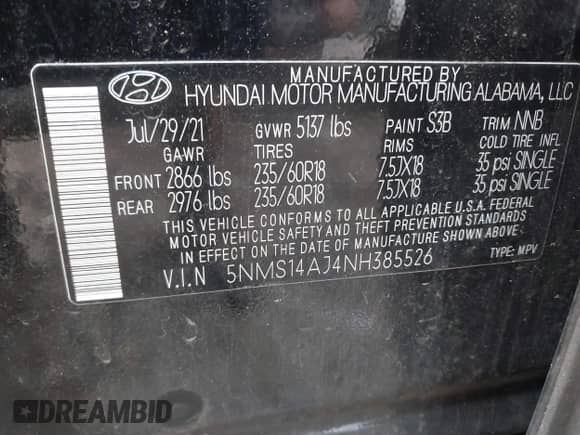 MANUFACTURED BY
HYUNDAI MOTOR MANUFACTURING ALABAMA, LLC
Jul/29/21 GVWR 5137 lbs PAINT S3B TRIM NNB
GAWR TIRES RIMS COLD TIRE INFL
FRONT 2866 lbs 235/60R18 7.5JX18 35 psi SINGLE
REAR 2976 lbs 235/60R18 7.5JX18 35 psi SINGLE
THIS VEHICLE CONFORMS TO ALL APPLICABLE U.S.A. FEDERAL
MOTOR VEHICLE SAFETY AND THEFT PREVENTION STANDARDS
IN EFFECT ON THE DATE OF MANUFACTURE SHOWN ABOVE.
V.I.N 5NMS14AJ4NH385526 TYPE: MPV
DREAMBID